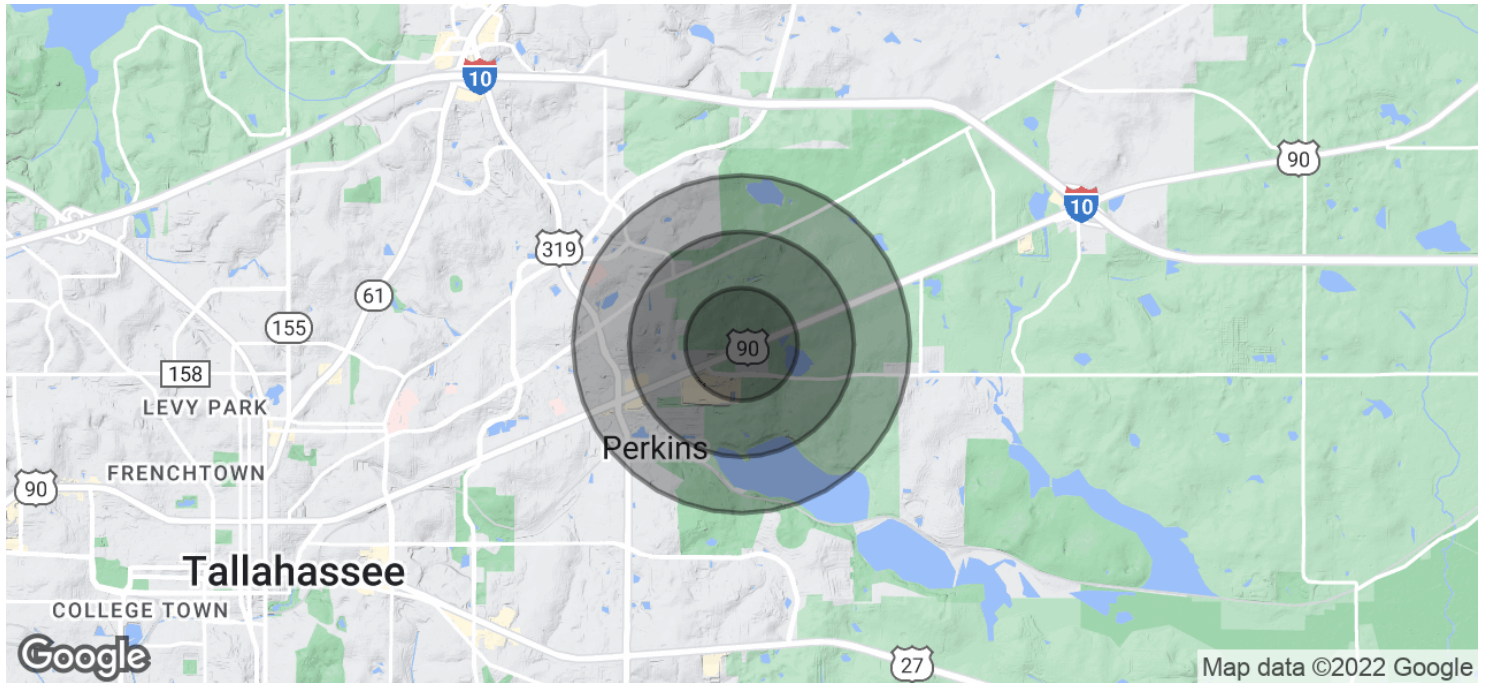 10
90
10
319
61
155
90
158
LEVY PARK
Perkins
FRENCHTOWN
90
Tallahassee
COLLEGE TOWN
Google
27
Map data ©2022 Google